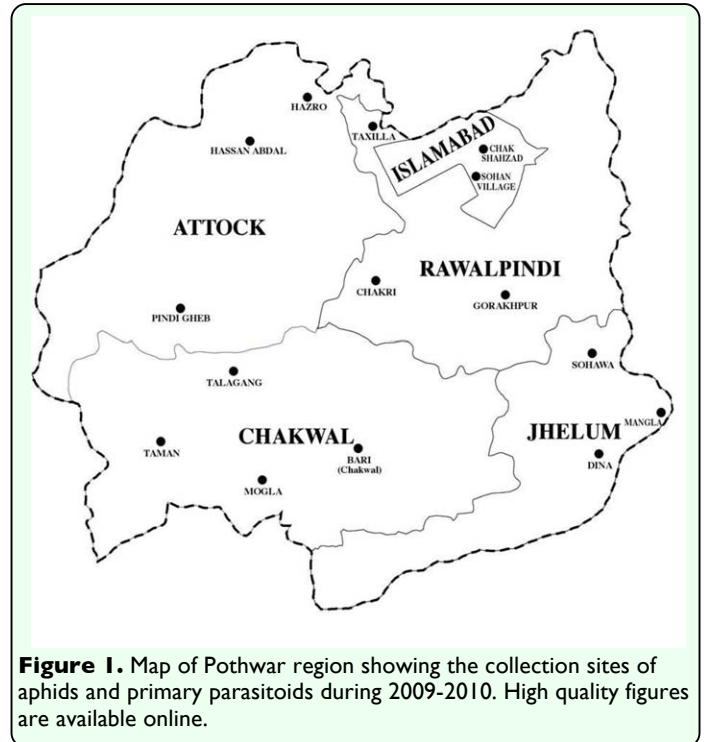 HAZRO
TAXILLA
HASSAN ABDAL
ISLAMABAD
CHAK
SHAHZAD
SOHAN
VILLAGE
ATTOCK
RAWALPINDI
CHAKRI
GORAKHPUR
PINDI GHEB
SOHAWA
TALAGANG
MANGLA
CHAKWAL
JHELUM
TAMAN
BARI
(Chakwal)
DINA
MOGLA
Figure 1. Map of Pothwar region showing the collection sites of
aphids and primary parasitoids during 2009-2010. High quality figures
are available online.